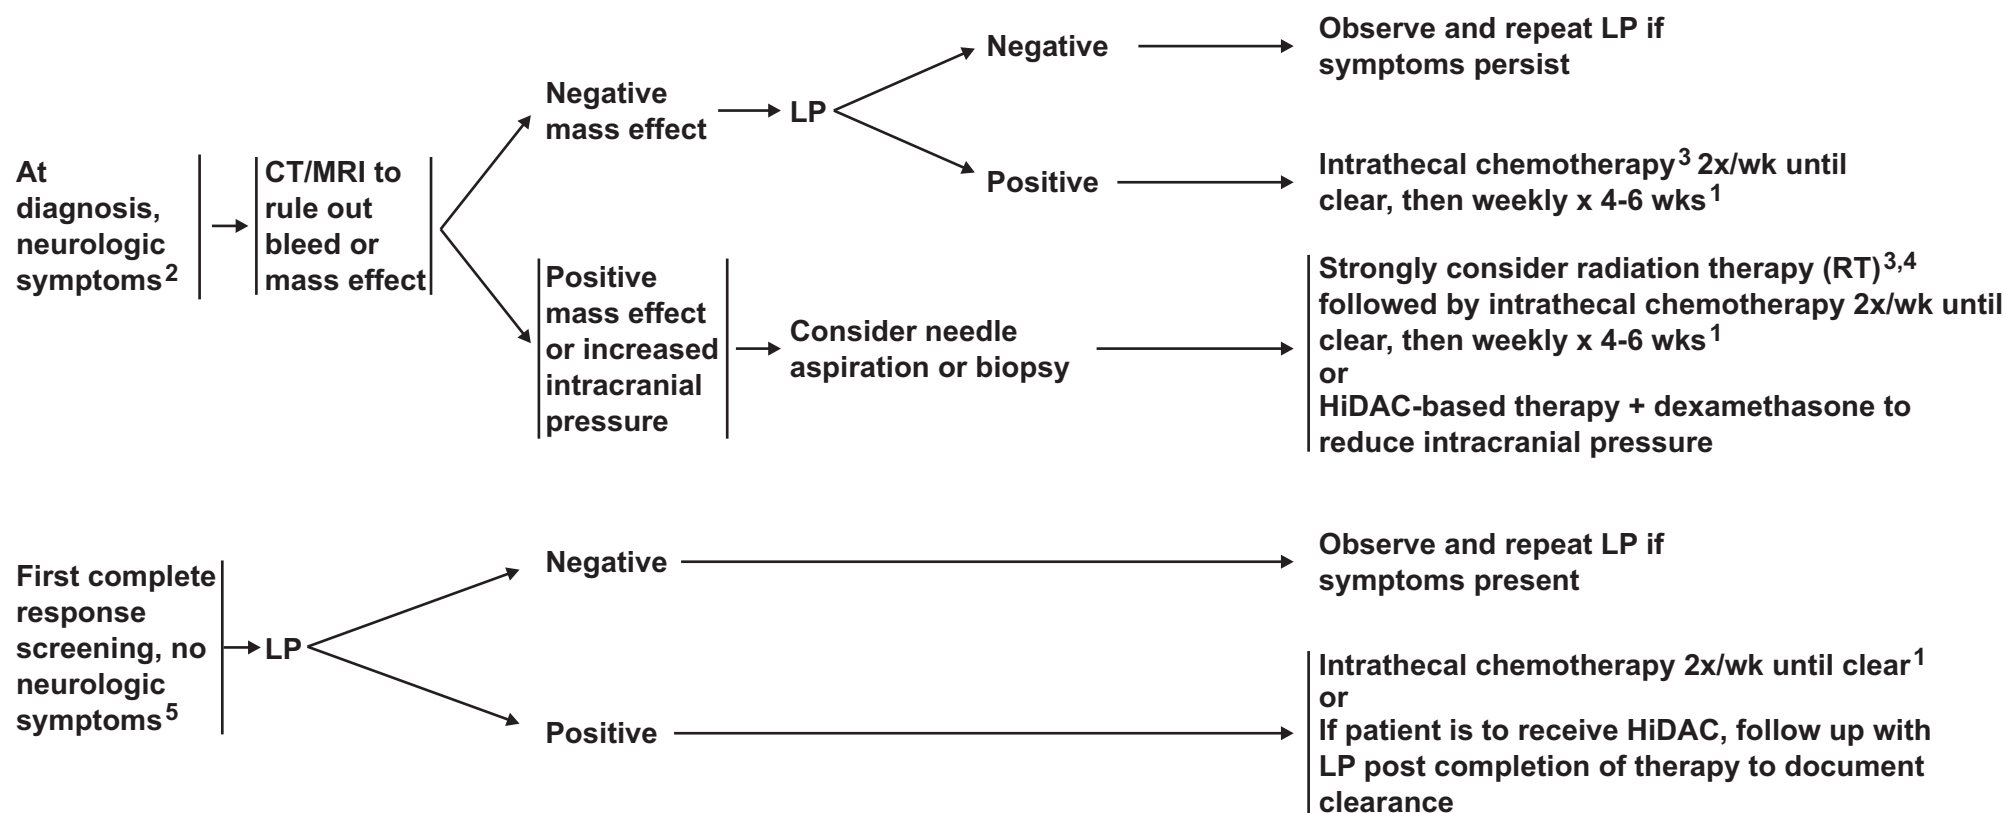 At
diagnosis,
neurologic
symptoms2
CT/MRI to
rule out
bleed or
mass effect
Negative
mass effect
LP
Negative
Observe and repeat LP if
symptoms persist
Positive
Intrathecal chemotherapy3 2x/wk until
clear, then weekly x 4-6 wks1
Positive
mass effect
or increased
intracranial
pressure
Consider needle
aspiration or biopsy
Strongly consider radiation therapy (RT)3,4
followed by intrathecal chemotherapy 2x/wk until
clear, then weekly x 4-6 wks1
or
HiDAC-based therapy + dexamethasone to
reduce intracranial pressure
First complete
response
screening, no
neurologic
symptoms5
LP
Negative
Observe and repeat LP if
symptoms present
Positive
Intrathecal chemotherapy 2x/wk until clear1
or
If patient is to receive HiDAC, follow up with
LP post completion of therapy to document
clearance